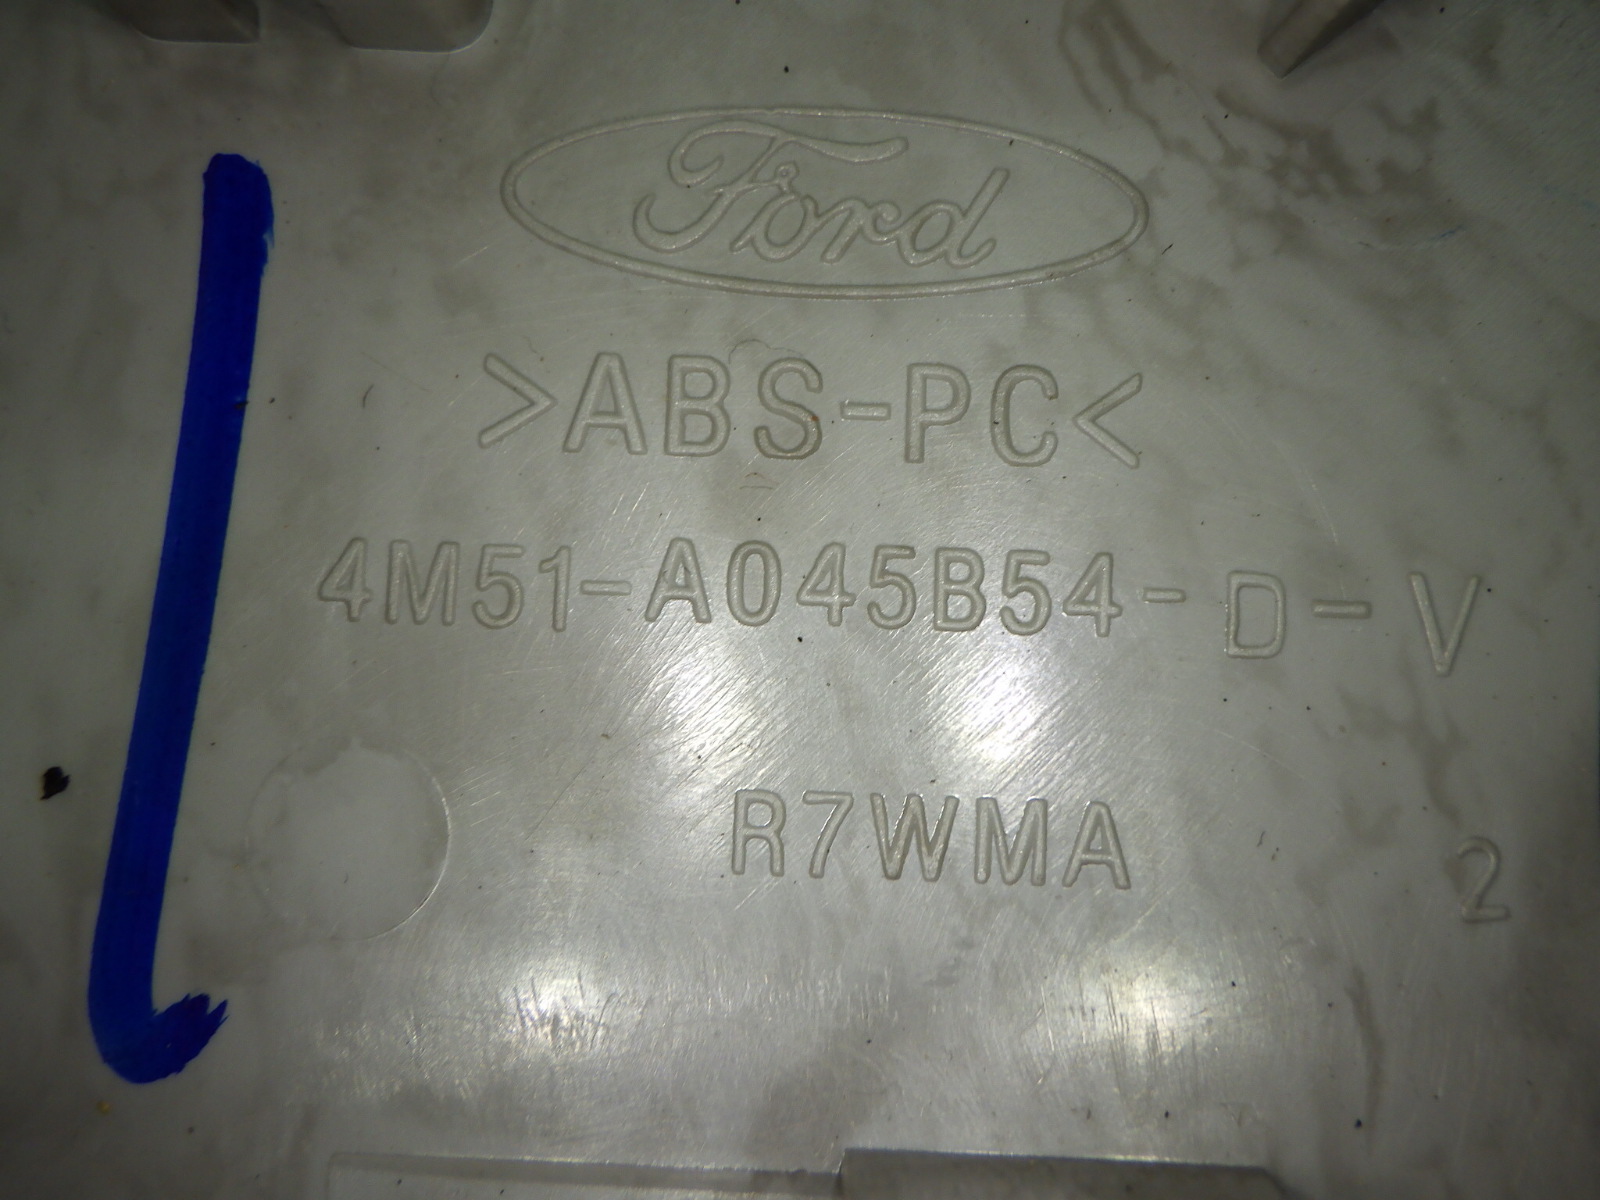 Ford
>ABS-PC<
4M51-A045B54-D-V
R7WMA
2